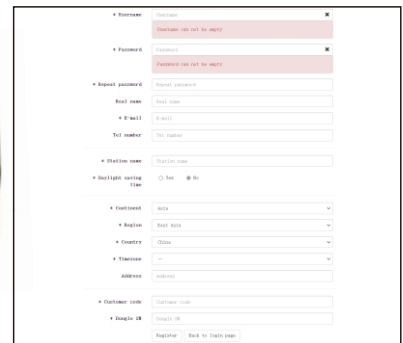 * Username Username ✖
Username can not be empty
* Password Password ✖
Password can not be empty
* Repeat password Repeat password
Real name Real name
* E-mail E-mail
Tel number Tel number
* Station name Station name
* Daylight saving time Yes No
* Continent Asia
* Region East Asia
* Country China
* Timezone --
Address Address
* Customer code Customer code
* Dongle SN Dongle SN
Register Back to login page